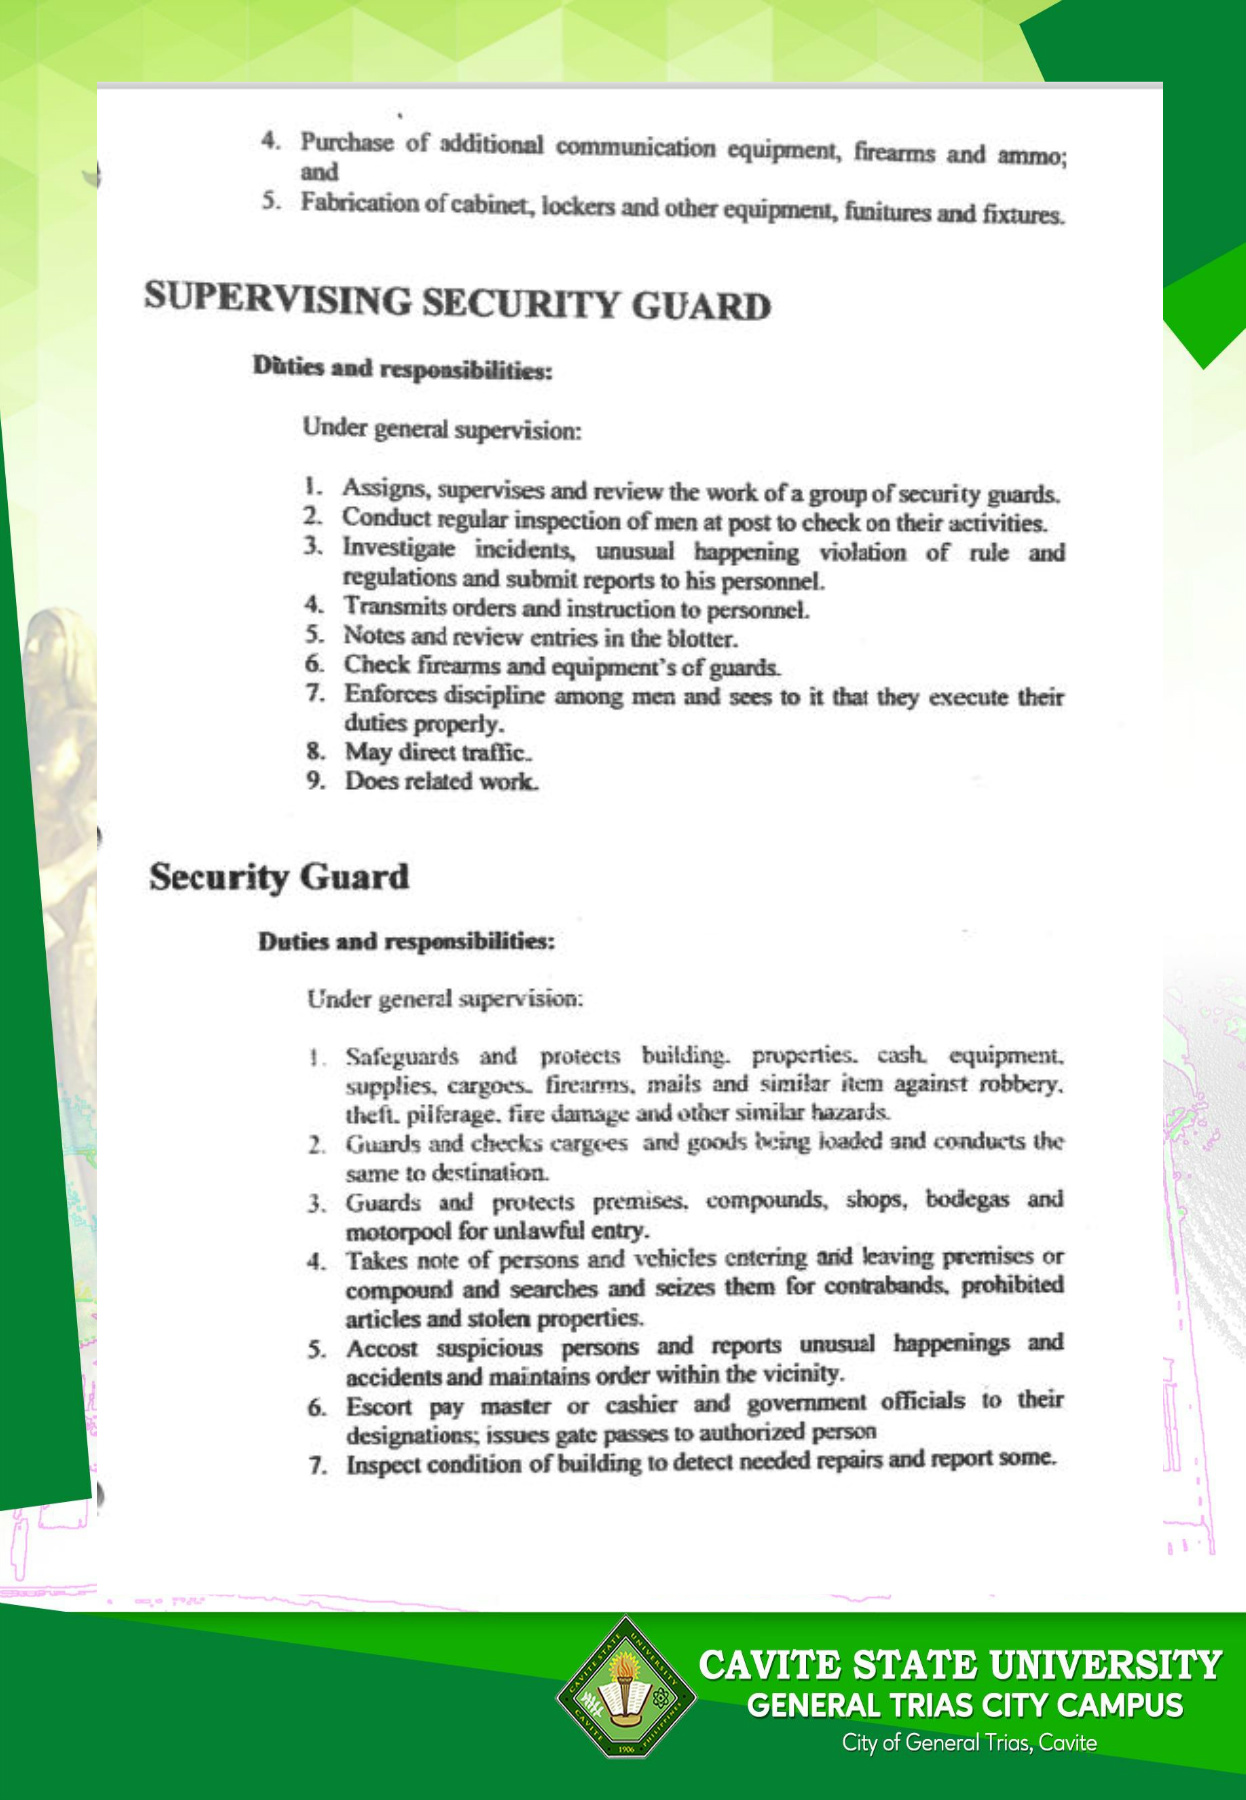 4. Purchase of additional communication equipment, firearms and ammo;
and
5. Fabrication of cabinet, lockers and other equipment, funitures and fixtures.
SUPERVISING SECURITY GUARD
Duties and responsibilities:
Under general supervision:
1. Assigns, supervises and review the work of a group of security guards.
2. Conduct regular inspection of men at post to check on their activities.
3. Investigate incidents, unusual happening violation of rule and
regulations and submit reports to his personnel.
4. Transmits orders and instruction to personnel.
5. Notes and review entries in the blotter.
6. Check firearms and equipment's of guards.
7. Enforces discipline among men and sees to it that they execute their
duties properly.
8. May direct traffic.
9. Does related work.
Security Guard
Duties and responsibilities:
Under general supervision:
1. Safeguards and protects building, properties, cash, equipment,
supplies, cargoes, firearms, mails and similar item against robbery,
theft, pilferage, fire damage and other similar hazards.
2. Guards and checks cargoes and goods being loaded and conducts the
same to destination.
3. Guards and protects premises, compounds, shops, bodegas and
motorpool for unlawful entry.
4. Takes note of persons and vehicles entering and leaving premises or
compound and searches and seizes them for contrabands, prohibited
articles and stolen properties.
5. Accost suspicious persons and reports unusual happenings and
accidents and maintains order within the vicinity.
6. Escort pay master or cashier and government officials to their
designations; issues gate passes to authorized person
7. Inspect condition of building to detect needed repairs and report some.
CAVITE STATE UNIVERSITY
CAVITE
PHILIPPINES
1906
CAVITE STATE UNIVERSITY
GENERAL TRIAS CITY CAMPUS
City of General Trias, Cavite